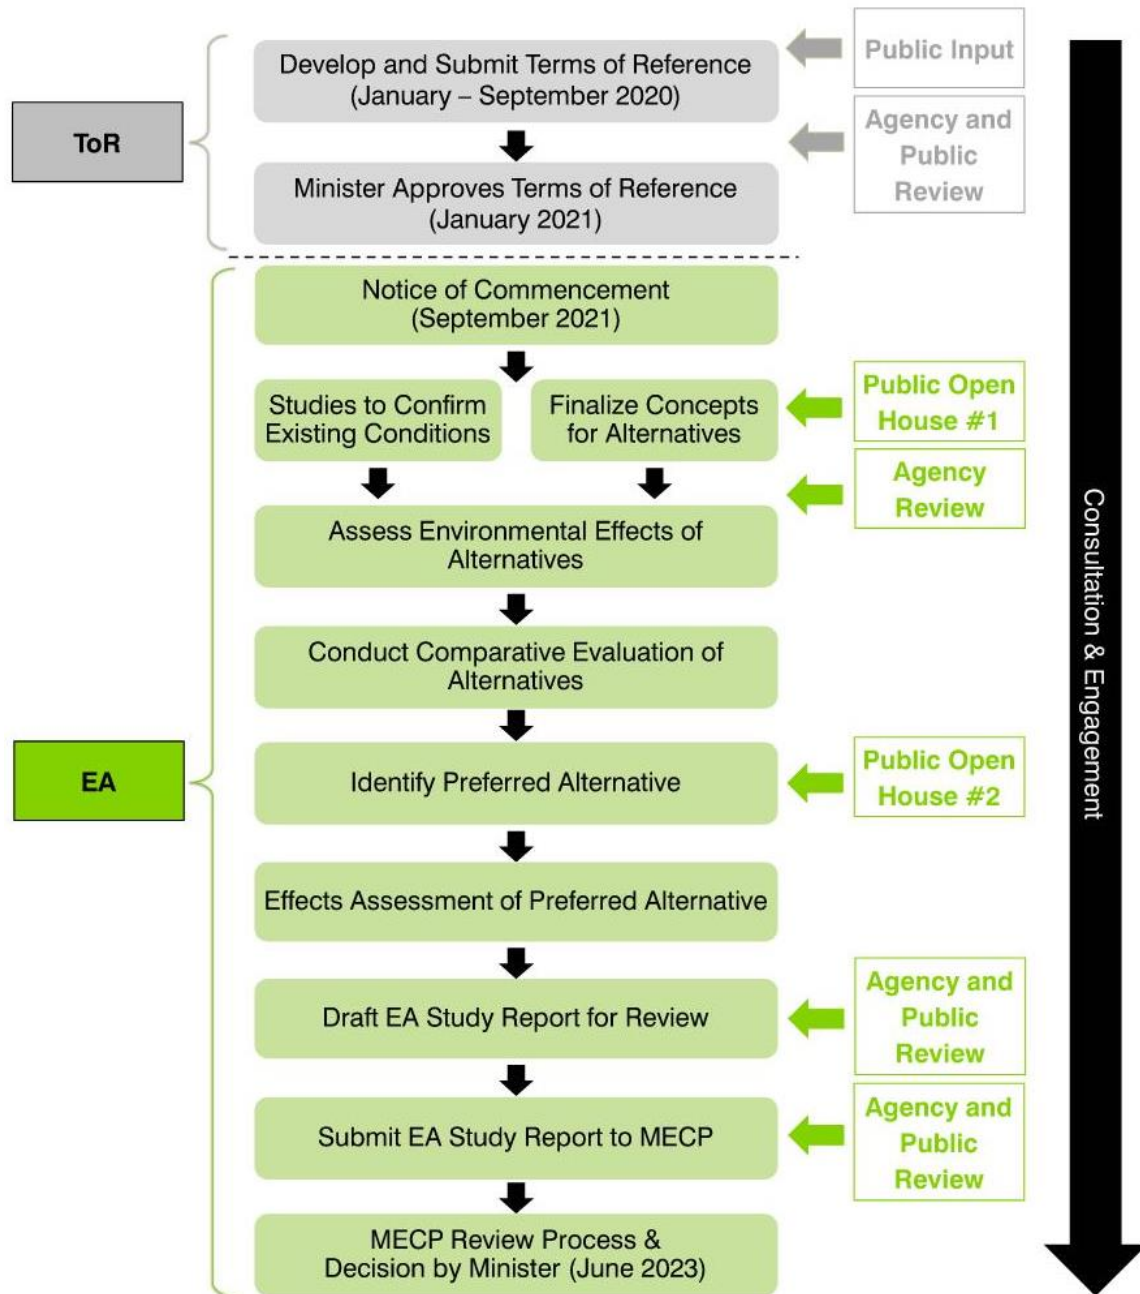 Develop and Submit Terms of Reference
(January – September 2020)
Public Input
ToR
Agency and
Public
Review
Minister Approves Terms of Reference
(January 2021)
Notice of Commencement
(September 2021)
Studies to Confirm
Existing Conditions
Finalize Concepts
for Alternatives
Public Open
House #1
Agency
Review
Assess Environmental Effects of
Alternatives
Conduct Comparative Evaluation of
Alternatives
EA
Identify Preferred Alternative
Public Open
House #2
Effects Assessment of Preferred Alternative
Draft EA Study Report for Review
Agency and
Public
Review
Submit EA Study Report to MECP
Agency and
Public
Review
MECP Review Process &
Decision by Minister (June 2023)
Consultation & Engagement